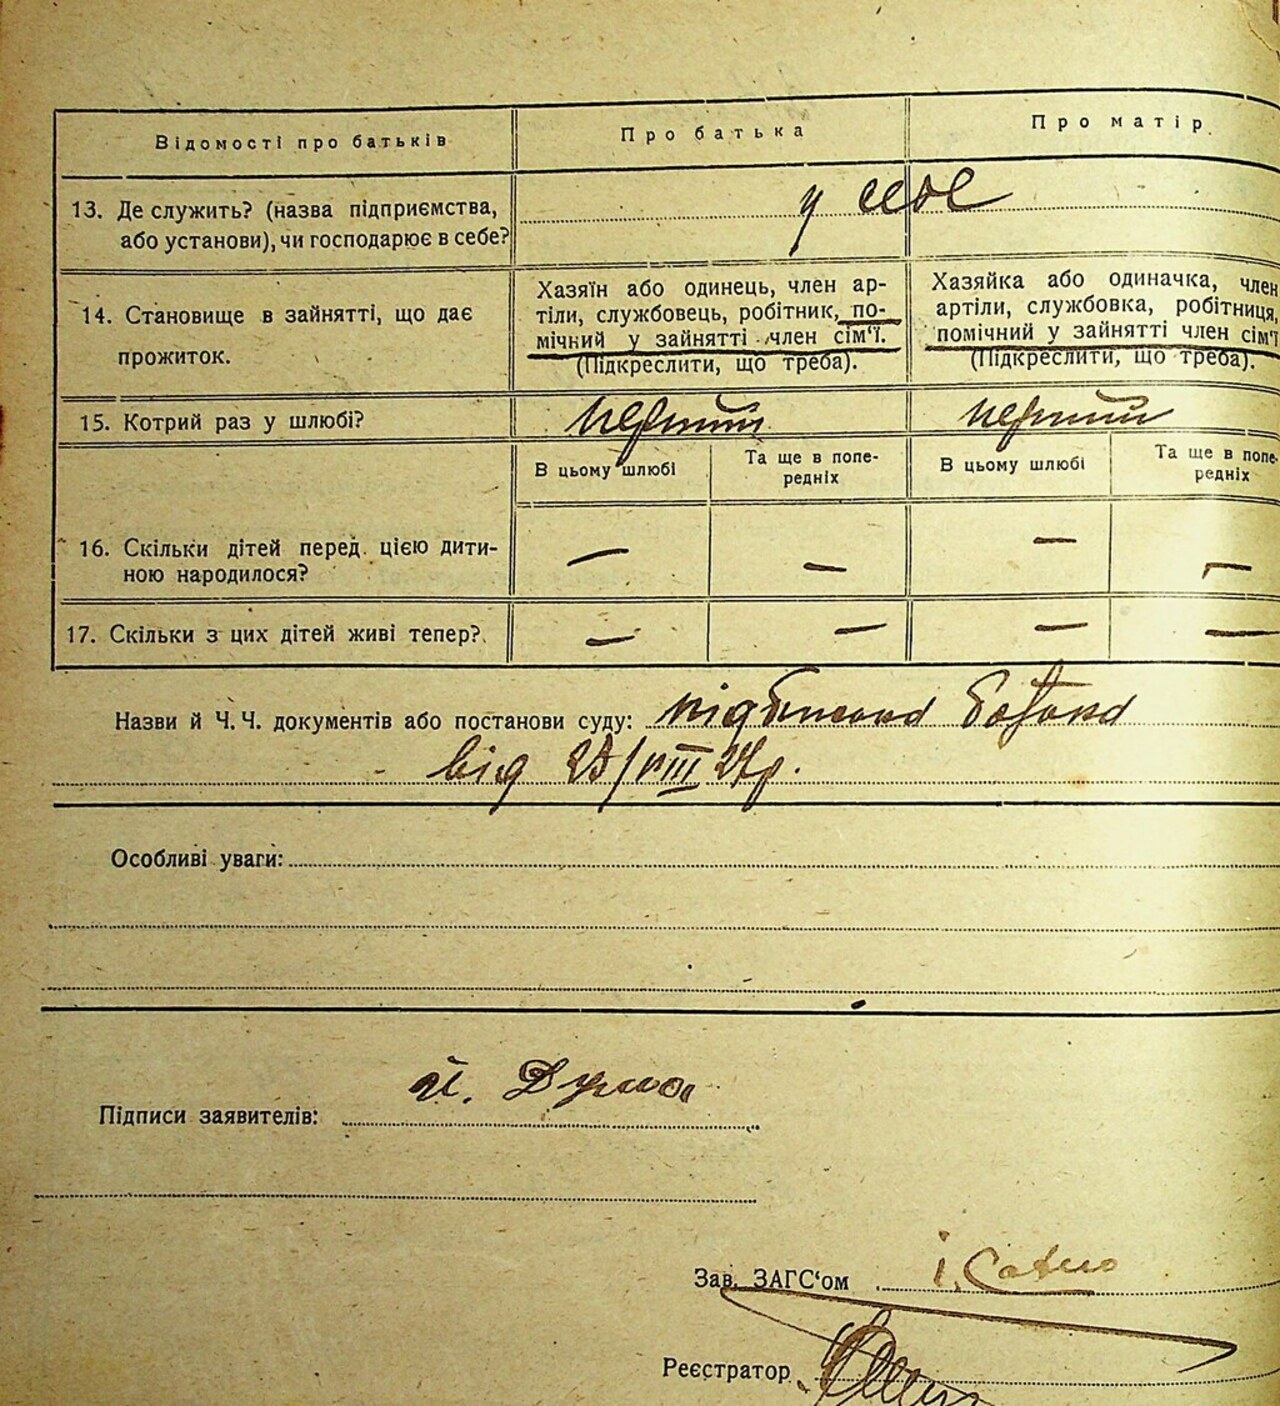 Відомості про батьків
Про батька
Про матір
13. Де служить? (назва підприємства,
або установи), чи господарює в себе?
у себе
14. Становище в зайнятті, що дає
прожиток.
Хазяїн або одинець, член ар-
тіли, службовець, робітник, по-
мічний у зайнятті член сім'ї.
(Підкреслити, що треба).
Хазяйка або одиначка, член
артіли, службовка, робітниця,
помічний у зайнятті член сім'ї
(Підкреслити, що треба).
15. Котрий раз у шлюбі?
перший
перший
В цьому шлюбі
Та ще в попе-
редніх
В цьому шлюбі
Та ще в попе-
редніх
16. Скільки дітей перед цією дити-
ною народилося?
— — — —
17. Скільки з цих дітей живі тепер?
— — — —
Назви й Ч.Ч. документів або постанови суду:
від /VIII
Особливі уваги:
Підписи заявителів:
Й.
Зав. ЗАГС'ом
і.
Реєстратор